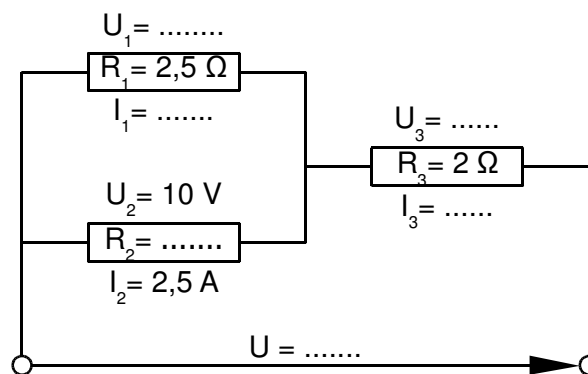 U₁= ........
R₁= 2,5 Ω
I₁= .......
U₃= ......
R₃= 2 Ω
I₃= ......
U₂= 10 V
R₂= .......
I₂= 2,5 A
U = .......